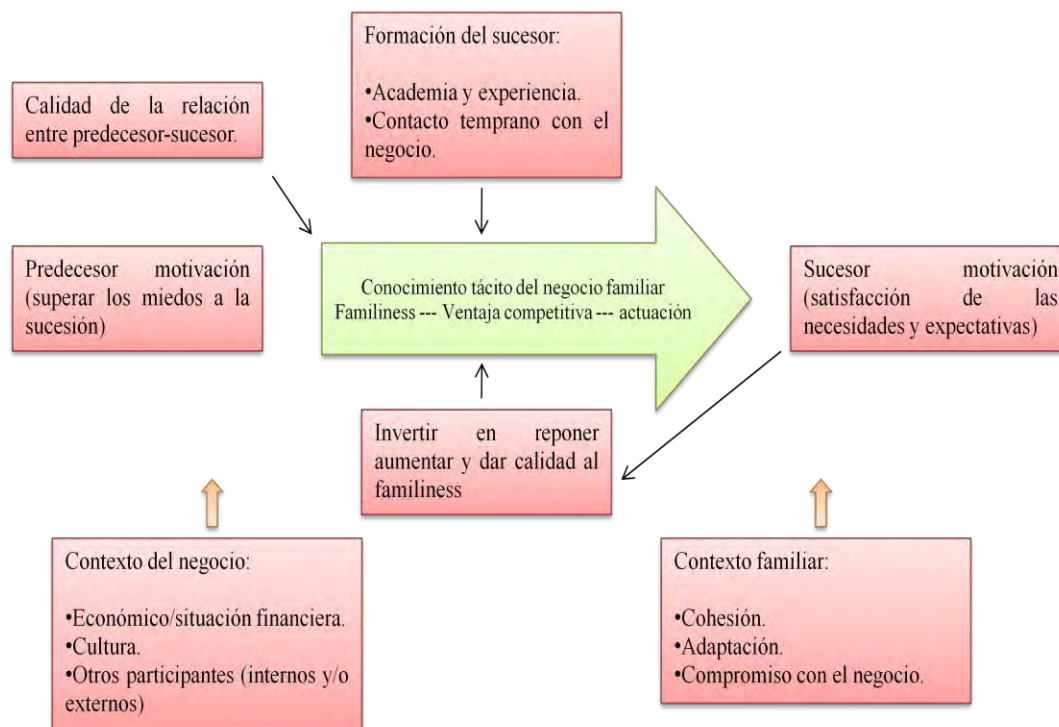 Formación del sucesor:
•Academia y experiencia.
•Contacto temprano con el
negocio.
Calidad de la relación
entre predecesor-sucesor.
Predecesor motivación
(superar los miedos a la
sucesión)
Conocimiento tácito del negocio familiar
Familiness --- Ventaja competitiva --- actuación
Sucesor motivación
(satisfacción de las
necesidades y expectativas)
Invertir en reponer
aumentar y dar calidad al
familiness
Contexto del negocio:
•Económico/situación financiera.
•Cultura.
•Otros participantes (internos y/o
externos)
Contexto familiar:
•Cohesión.
•Adaptación.
•Compromiso con el negocio.